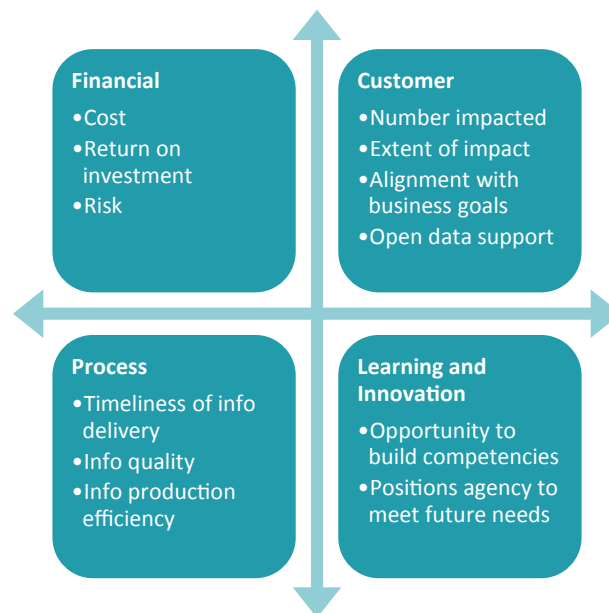 Financial
•Cost
•Return on
investment
•Risk
Customer
•Number impacted
•Extent of impact
•Alignment with
business goals
•Open data support
Process
•Timeliness of info
delivery
•Info quality
•Info production
efficiency
Learning and
Innovation
•Opportunity to
build competencies
•Positions agency to
meet future needs